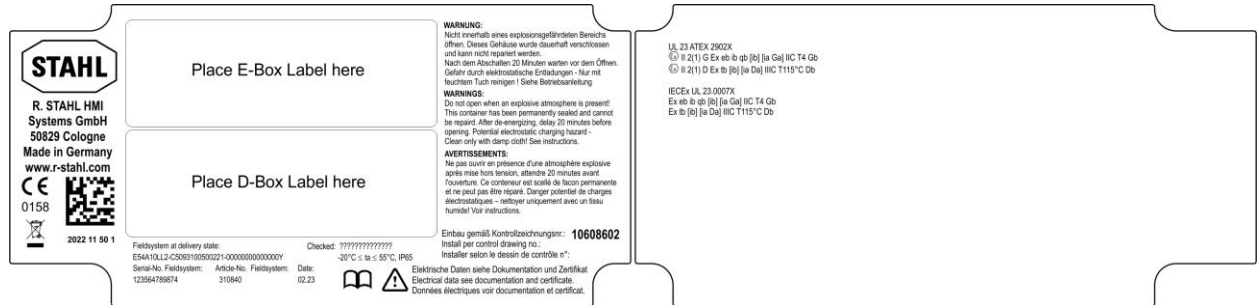 STAHL
R. STAHL HMI
Systems GmbH
50829 Cologne
Made in Germany
www.r-stahl.com
CE
0158
2022 11 50 1
Place E-Box Label here
Place D-Box Label here
Fieldsystem at delivery state:
E54A10LL2-C5093100500221-00000000000000Y
Serial-No. Fieldsystem: Article-No. Fieldsystem: Date:
123564789874 310840 02.23
Checked: ??????????????
-20°C ≤ ta ≤ 55°C, IP65
WARNUNG:
Nicht innerhalb eines explosionsgefährdeten Bereichs
öffnen. Dieses Gehäuse wurde dauerhaft verschlossen
und kann nicht repariert werden.
Nach dem Abschalten 20 Minuten warten vor dem Öffnen.
Gefahr durch elektrostatische Entladungen - Nur mit
feuchtem Tuch reinigen ! Siehe Betriebsanleitung
WARNINGS:
Do not open when an explosive atmosphere is present!
This container has been permanently sealed and cannot
be repaird. After de-energizing, delay 20 minutes before
opening. Potential electrostatic charging hazard -
Clean only with damp cloth! See instructions.
AVERTISSEMENTS:
Ne pas ouvrir en présence d'une atmosphère explosive
après mise hors tension, attendre 20 minutes avant
l'ouverture. Ce conteneur est scellé de facon permanente
et ne peut pas être réparé. Danger potentiel de charges
électrostatiques – nettoyer uniquement avec un tissu
humide! Voir instructions.
Einbau gemäß Kontrollzeichnungsnr.: 10608602
Install per control drawing no.:
Installer selon le dessin de contrôle n°:
Elektrische Daten siehe Dokumentation und Zertifikat
Electrical data see documentation and certificate.
Données électriques voir documentation et certificat.
UL 23 ATEX 2902X
Ex II 2(1) G Ex eb ib qb [ib] [ia Ga] IIC T4 Gb
Ex II 2(1) D Ex tb [ib] [ia Da] IIIC T115°C Db
IECEx UL 23.0007X
Ex eb ib qb [ib] [ia Ga] IIC T4 Gb
Ex tb [ib] [ia Da] IIIC T115°C Db